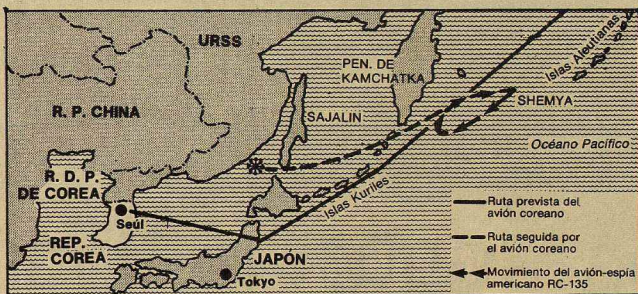 URSS
PEN. DE
KAMCHATKA
Islas Aleutianas
R. P. CHINA
SAJALIN
SHEMYA
Océano Pacífico
R. D. P.
DE COREA
Seúl
REP.
COREA
Islas Kuriles
JAPÓN
Tokyo
Ruta prevista del
avión coreano
Ruta seguida por
el avión coreano
Movimiento del avión-espía
americano RC-135